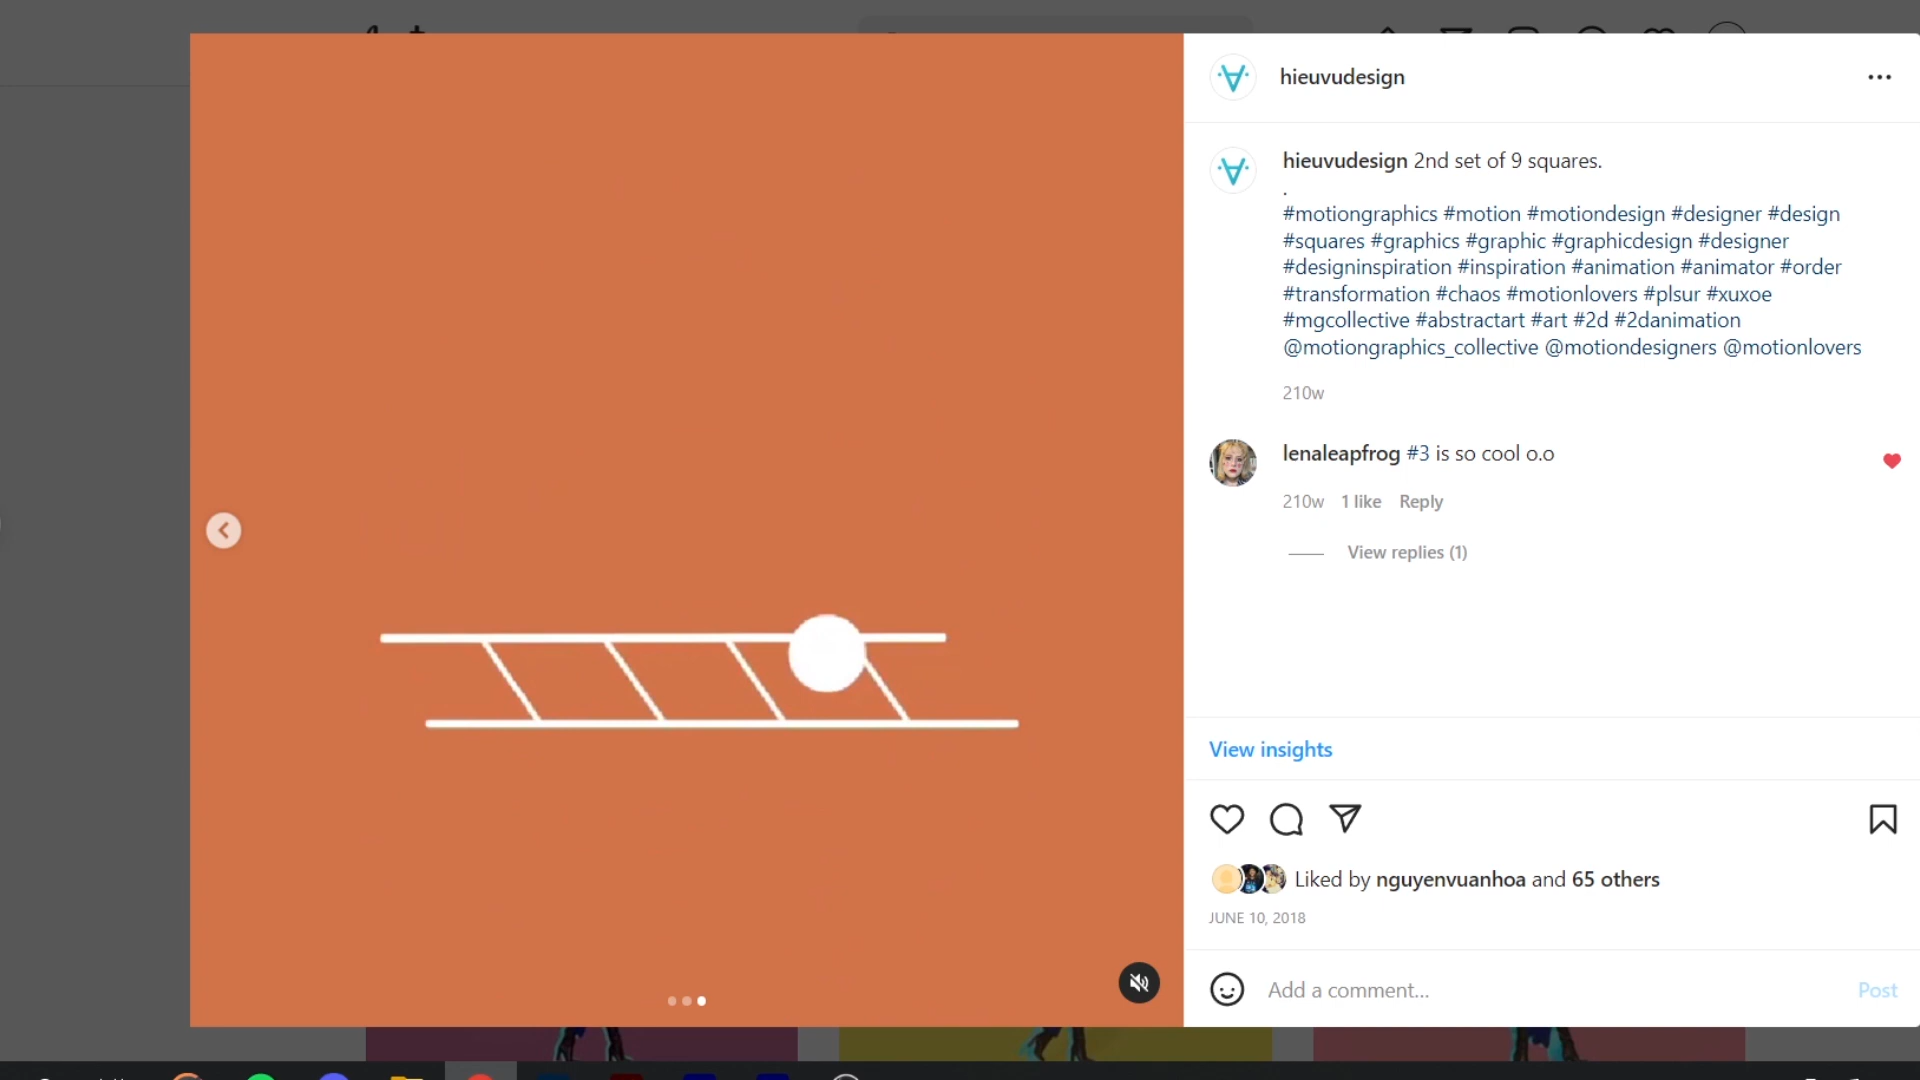 hieuvudesign
hieuvudesign 2nd set of 9 squares.
.
#motiongraphics #motion #motiondesign #designer #design
#squares #graphics #graphic #graphicdesign #designer
#designinspiration #inspiration #animation #animator #order
#transformation #chaos #motionlovers #plsur #xuxoe
#mgcollective #abstractart #art #2d #2danimation
@motiongraphics_collective @motiondesigners @motionlovers
210w
lenaleapfrog #3 is so cool o.o
210w 1 like Reply
View replies (1)
View insights
Liked by nguyenvuanhoa and 65 others
JUNE 10, 2018
Add a comment...
Post